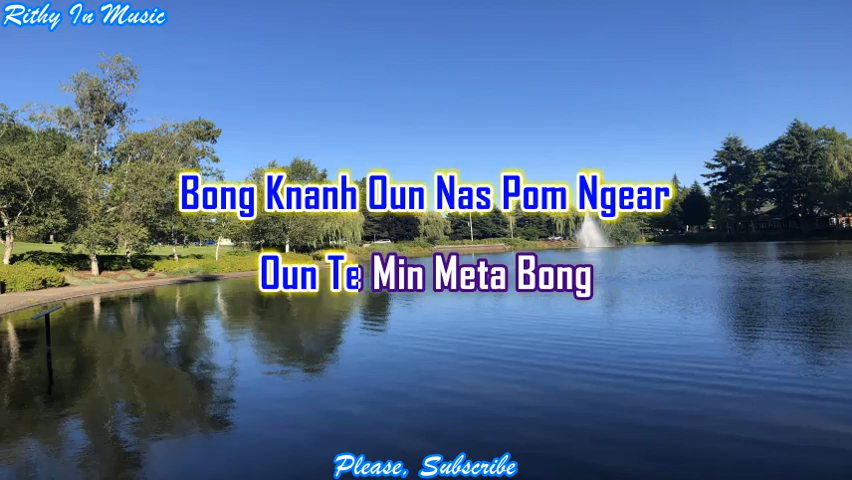 Rithy In Music
Bong Knanh Oun Nas Pom Ngear
Oun Te Min Meta Bong
Please, Subscribe